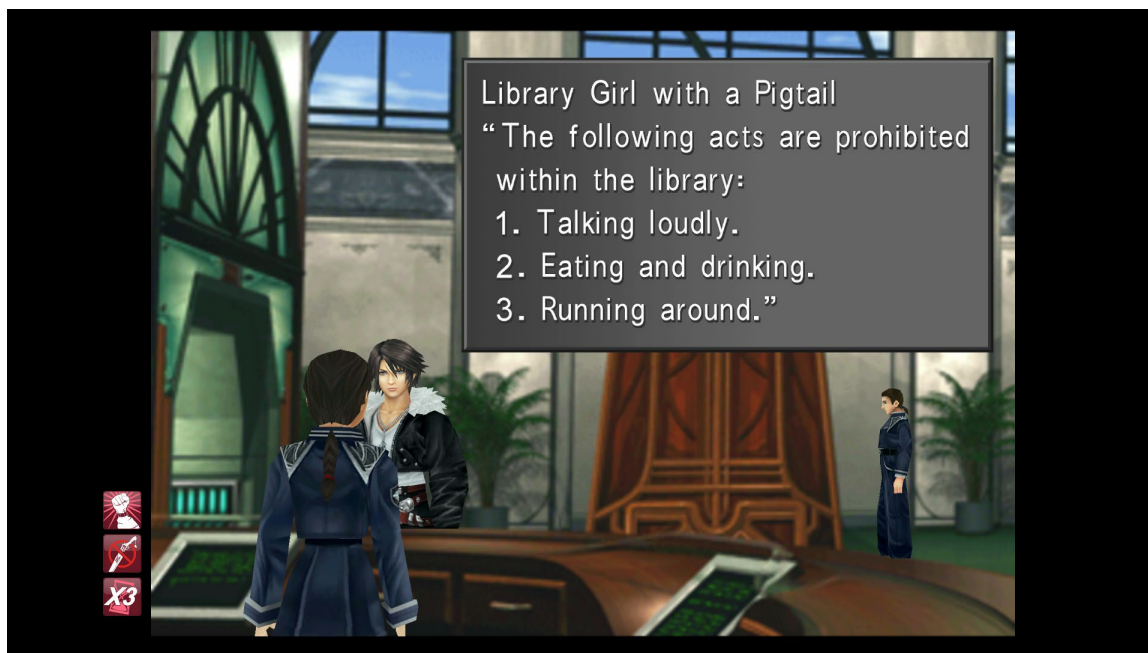 Library Girl with a Pigtail
“The following acts are prohibited
within the library:
1. Talking loudly.
2. Eating and drinking.
3. Running around.”
X3